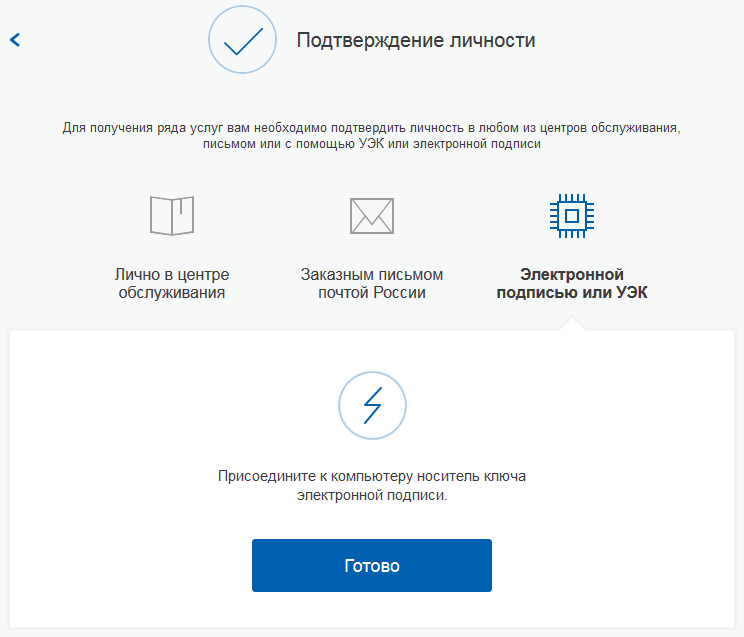 Подтверждение личности
Для получения ряда услуг вам необходимо подтвердить личность в любом из центров обслуживания,
письмом или с помощью УЭК или электронной подписи
Лично в центре
обслуживания
Заказным письмом
почтой России
Электронной
подписью или УЭК
Присоедините к компьютеру носитель ключа
электронной подписи.
Готово